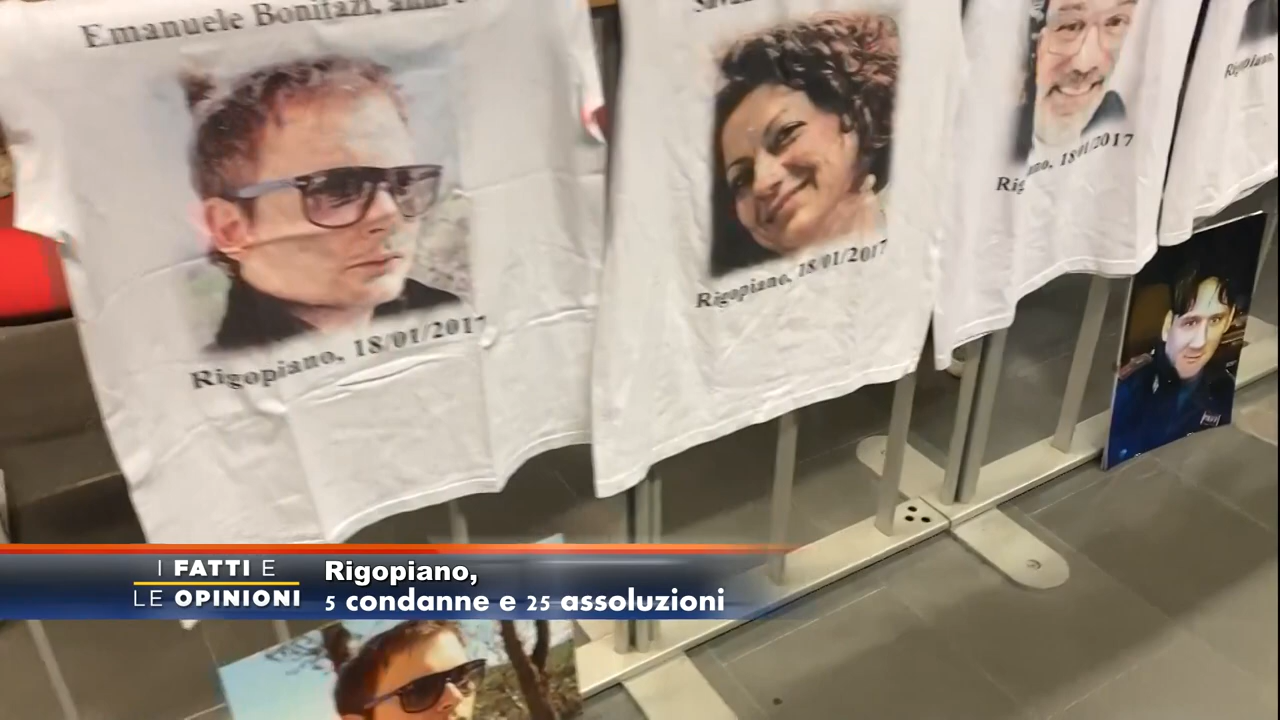 Emanuele Bonifazi, anni
Rigopiano, 18/01/2017
Rigopiano, 18/01/2017
Rigopiano, 18/01/2017
Rigopiano,
I FATTI E
LE OPINIONI
Rigopiano,
5 condanne e 25 assoluzioni